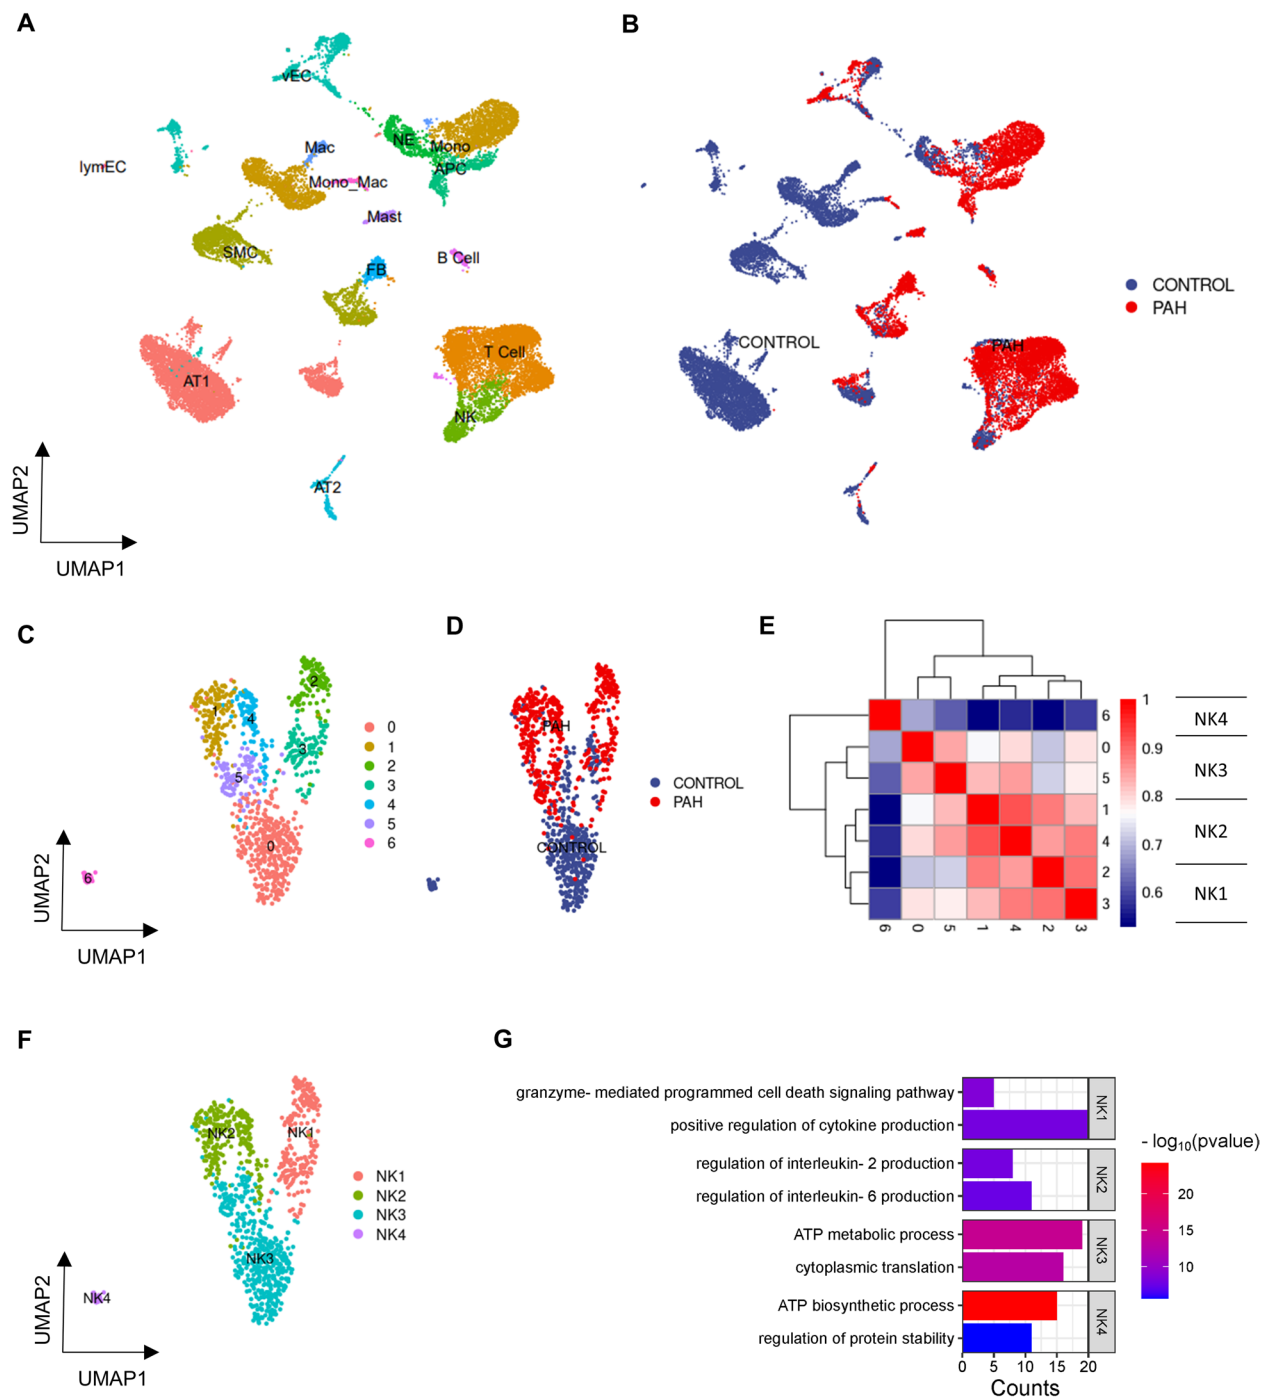 A
vEC
NE
Mono
APC
Mac
lymEC
Mono_Mac
Mast
SMC
B Cell
FB
T Cell
AT1
NK
AT2
UMAP2
UMAP1
B
CONTROL
PAH
CONTROL
PAH
C
2
1
4
3
5
0
6
0
1
2
3
4
5
6
UMAP2
UMAP1
D
PAH
CONTROL
CONTROL
PAH
E
6
0
5
1
4
2
3
6 0 5 1 4 2 3
1
0.9
0.8
0.7
0.6
NK4
NK3
NK2
NK1
F
NK2
NK1
NK3
NK4
NK1
NK2
NK3
NK4
UMAP2
UMAP1
G
granzyme- mediated programmed cell death signaling pathway
positive regulation of cytokine production
NK1
regulation of interleukin- 2 production
regulation of interleukin- 6 production
NK2
ATP metabolic process
cytoplasmic translation
NK3
ATP biosynthetic process
regulation of protein stability
NK4
0 5 10 15 20
Counts
- log10(pvalue)
20
15
10